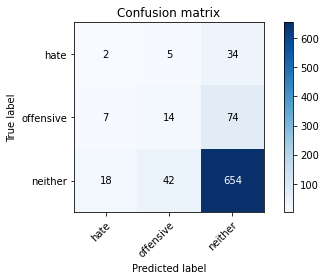 Confusion matrix
hate 2 5 34
offensive 7 14 74
neither 18 42 654
hate offensive neither
Predicted label
True label
600
500
400
300
200
100